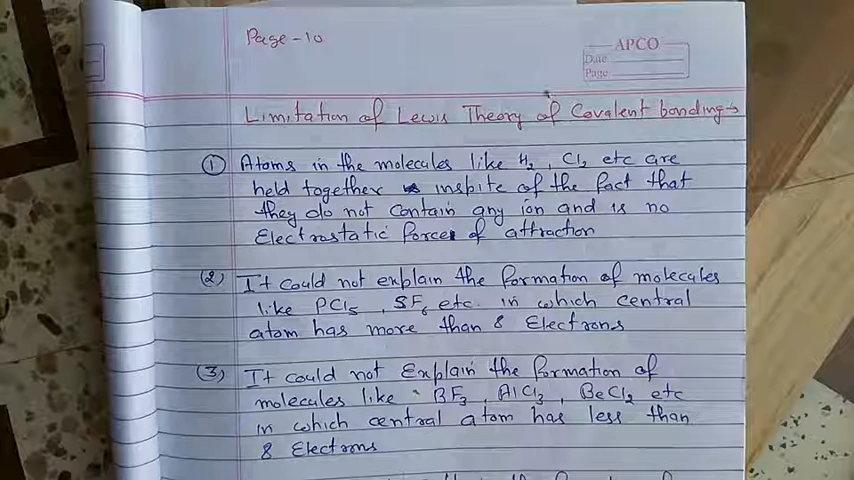 Page-10
APCO
Date
Page
Limitation of Lewis Theory of Covalent bonding→
① Atoms in the molecules like H₂, Cl₂ etc are
held together inspite of the fact that
they do not contain any ion and is no
Electrostatic force of attraction
(2) It could not explain the formation of molecules
like PCl₅, SF₆ etc. in which central
atom has more than 8 Electrons
(3) It could not Explain the formation of
molecules like BF₃, AlCl₃, BeCl₂ etc
in which central atom has less than
8 Electrons